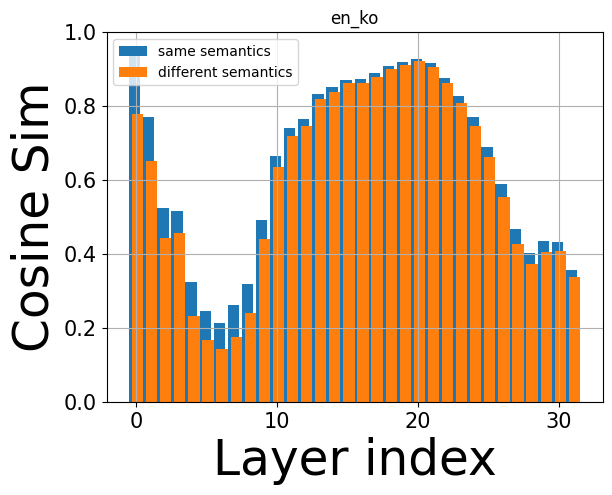 en_ko
same semantics
different semantics
Cosine Sim
1.0
0.8
0.6
0.4
0.2
0.0
0 10 20 30
Layer index